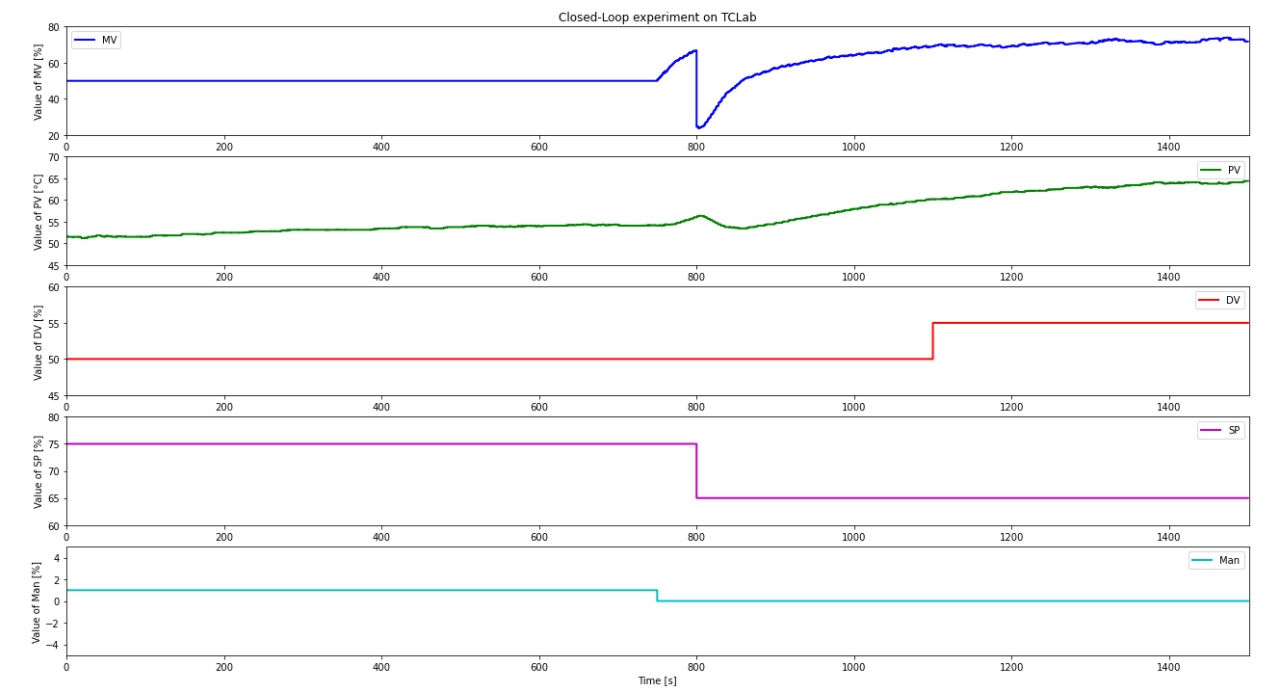 Closed-Loop experiment on TCLab
Value of MV [%]
80
60
40
20
MV
0 200 400 600 800 1000 1200 1400
Value of PV [°C]
70
65
60
55
50
45
PV
0 200 400 600 800 1000 1200 1400
Value of DV [%]
60
55
50
45
DV
0 200 400 600 800 1000 1200 1400
Value of SP [%]
80
75
70
65
60
SP
0 200 400 600 800 1000 1200 1400
Value of Man [%]
4
2
0
−2
−4
Man
0 200 400 600 800 1000 1200 1400
Time [s]